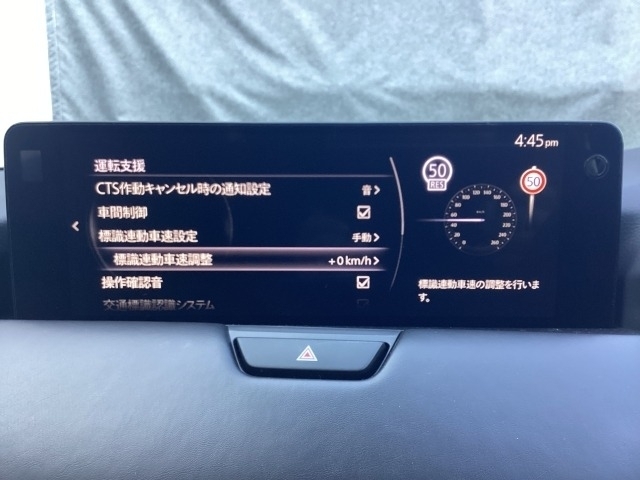 4:45pm
運転支援
CTS作動キャンセル時の通知設定 音
車間制御
標識連動車速設定 手動
標識連動車速調整 +0km/h
操作確認音
交通標識認識システム
50
RES
50
標識連動車速の調整を行いま
す。